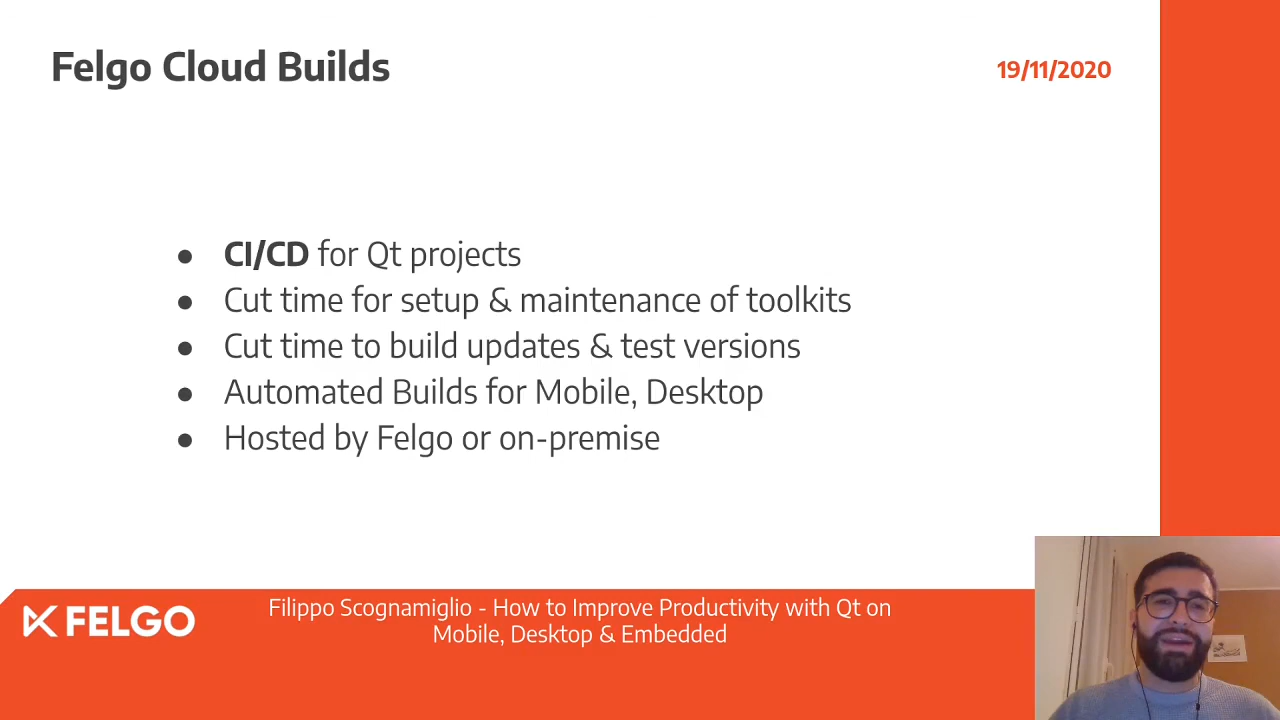 Felgo Cloud Builds
19/11/2020
● CI/CD for Qt projects
● Cut time for setup & maintenance of toolkits
● Cut time to build updates & test versions
● Automated Builds for Mobile, Desktop
● Hosted by Felgo or on-premise
FELGO
Filippo Scognamiglio - How to Improve Productivity with Qt on
Mobile, Desktop & Embedded